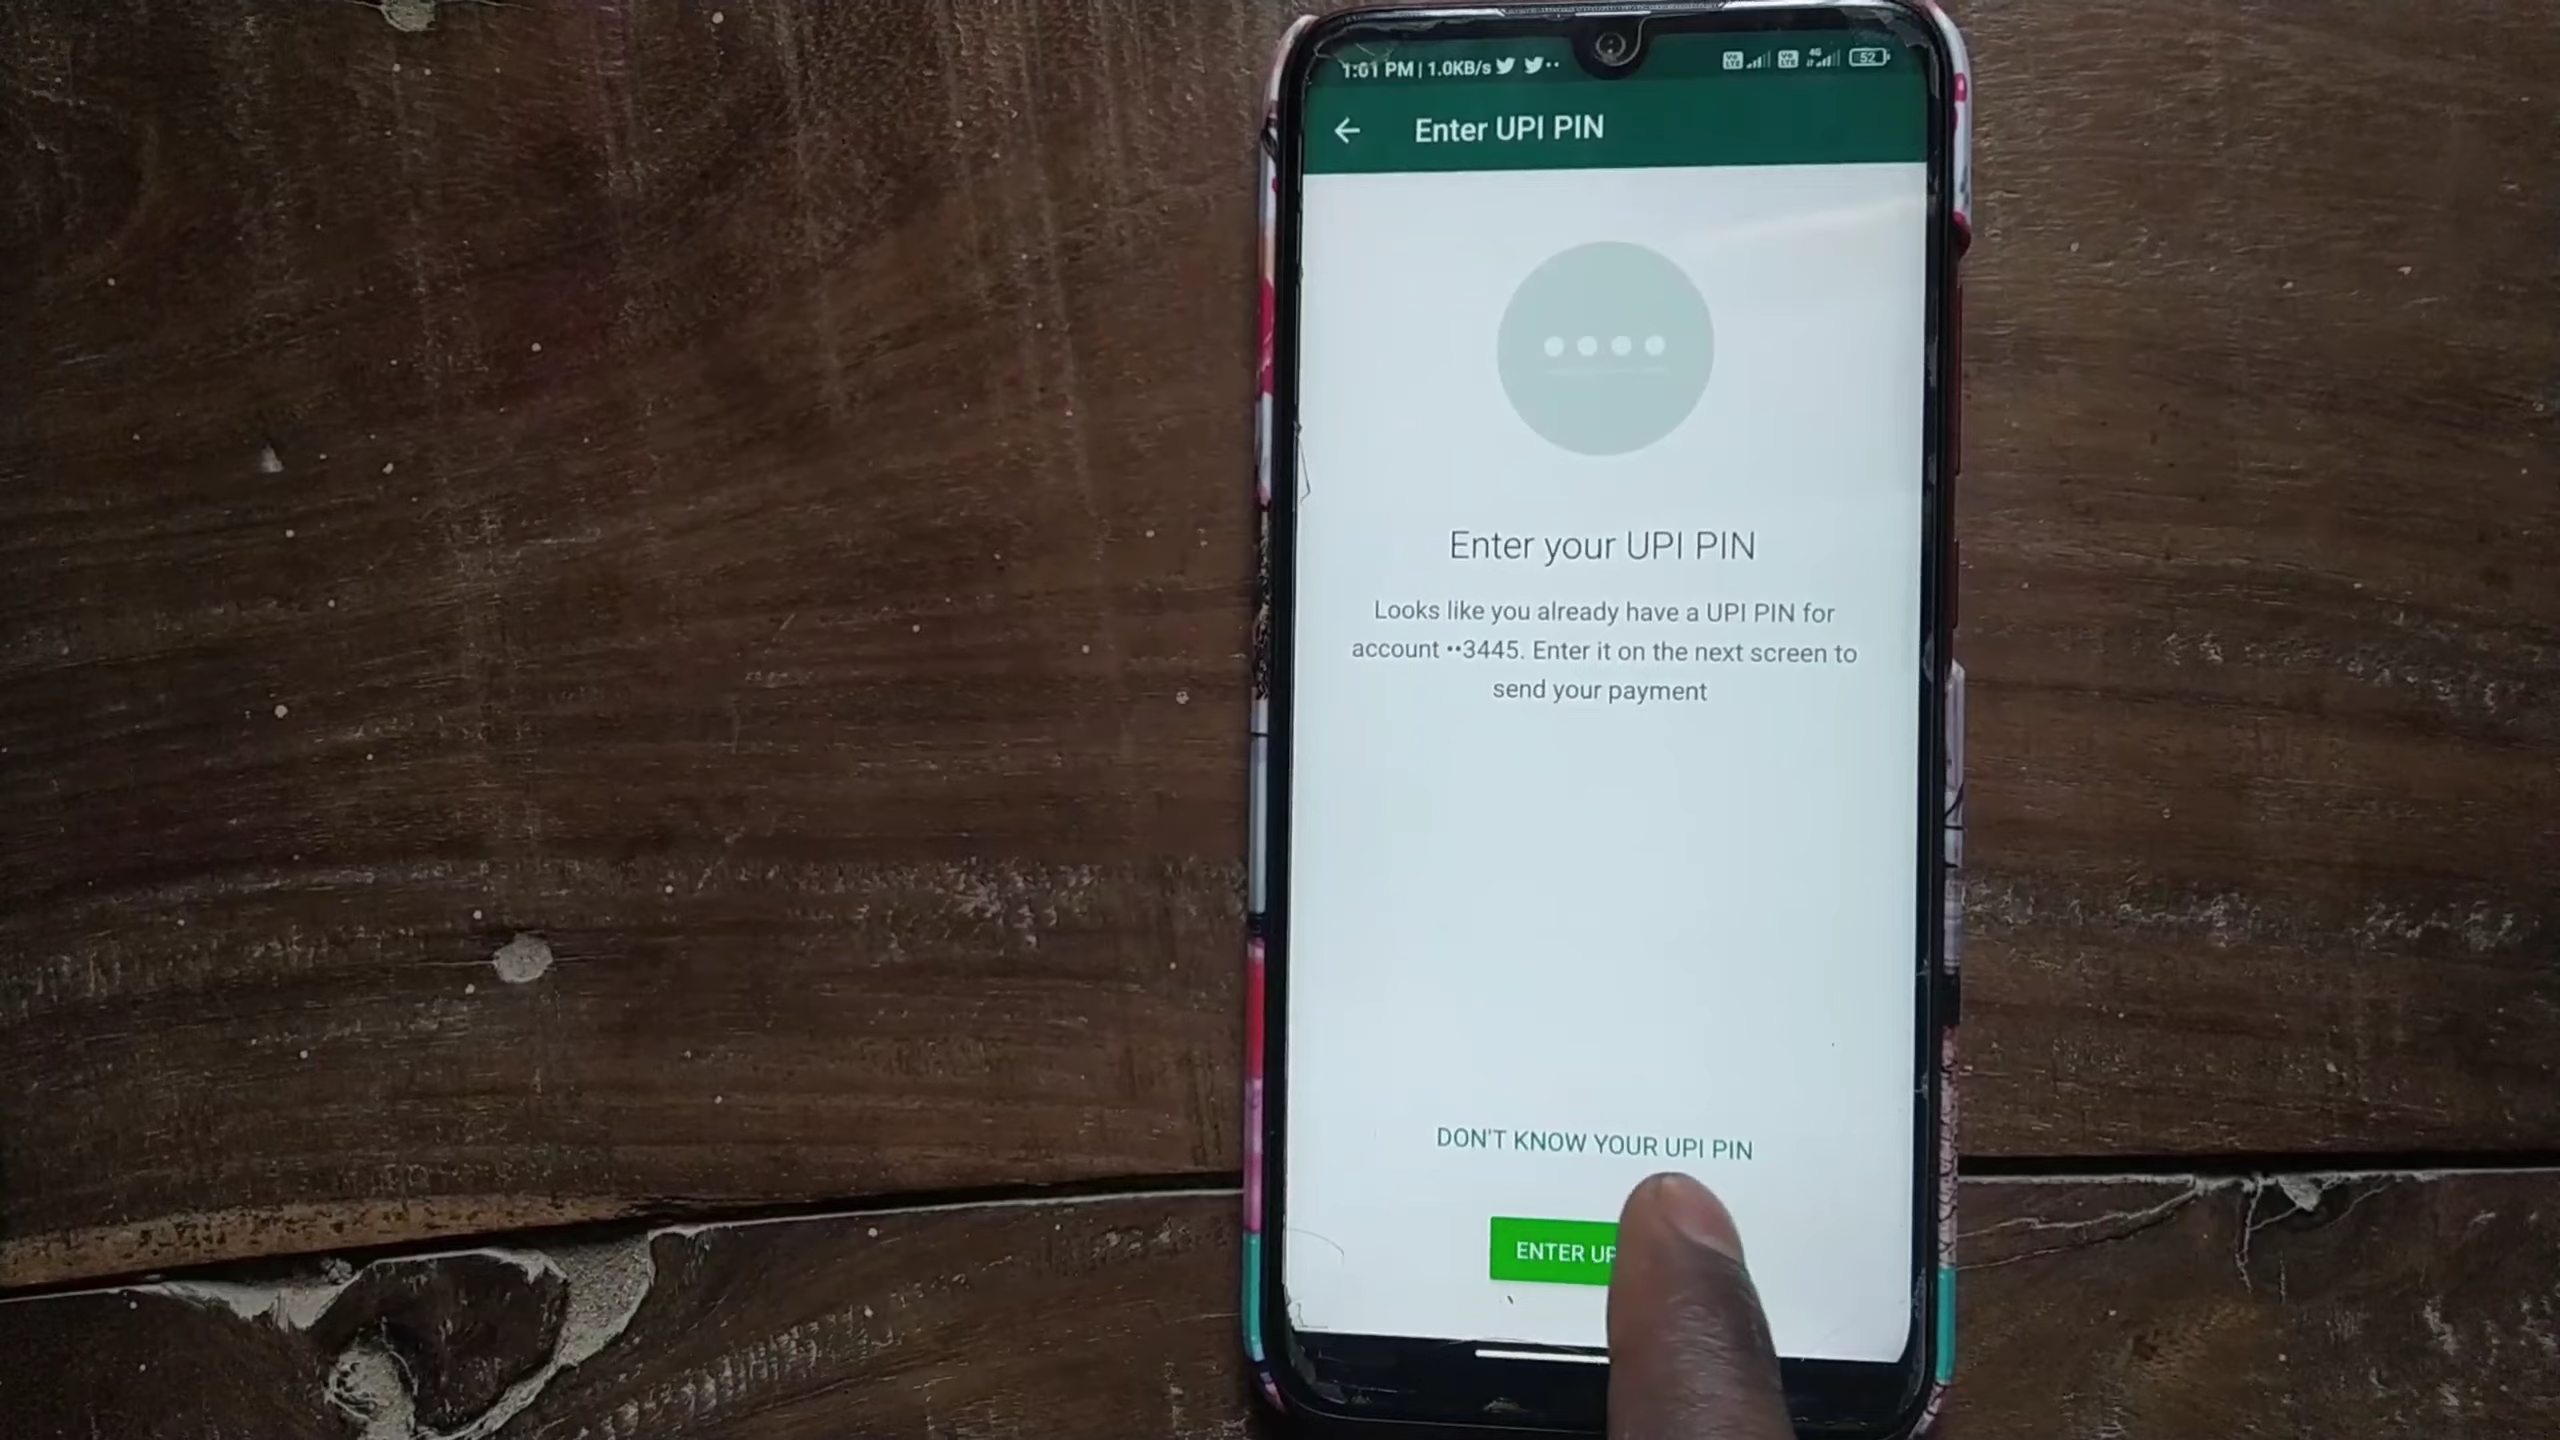 1:01 PM | 1.0KB/s
4G
52
Enter UPI PIN
Enter your UPI PIN
Looks like you already have a UPI PIN for
account ••3445. Enter it on the next screen to
send your payment
DON'T KNOW YOUR UPI PIN
ENTER UP